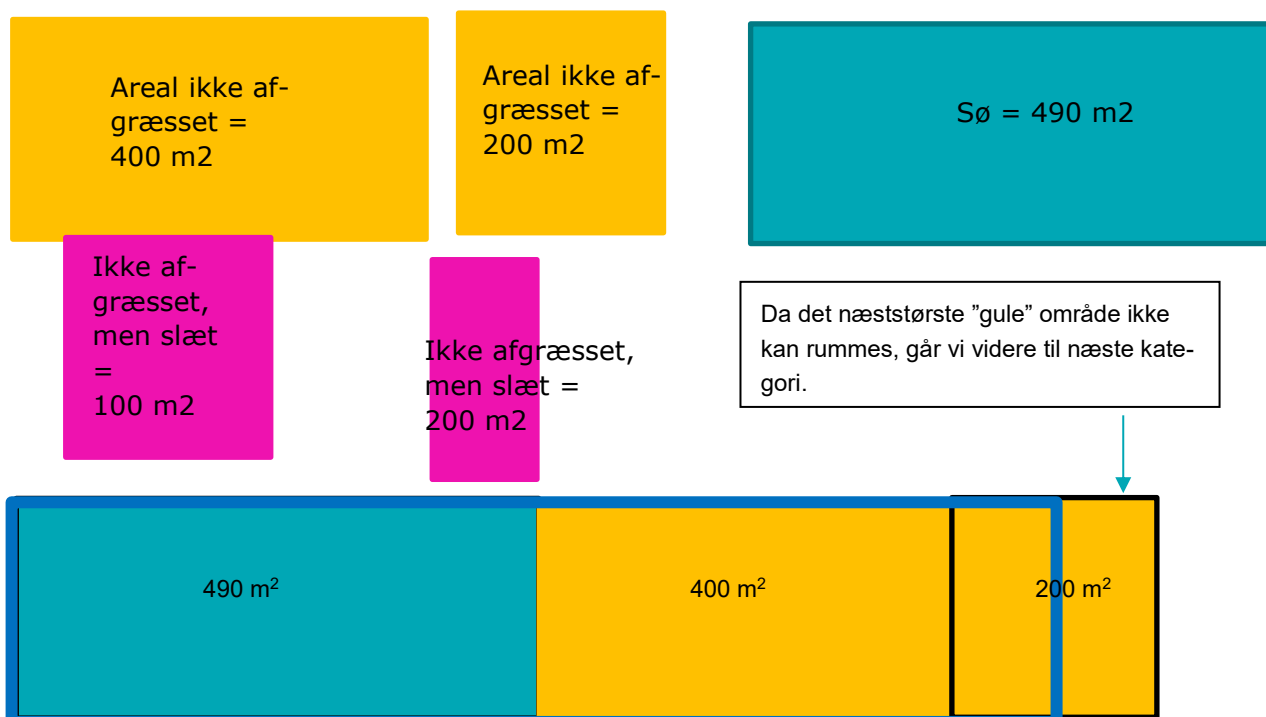 Areal ikke af-
græsset =
400 m2
Areal ikke af-
græsset =
200 m2
Sø = 490 m2
Ikke af-
græsset,
men slæt
=
100 m2
Ikke afgræsset,
men slæt =
200 m2
Da det næststørste ”gule” område ikke
kan rummes, går vi videre til næste kate-
gori.
490 m²
400 m²
200 m²